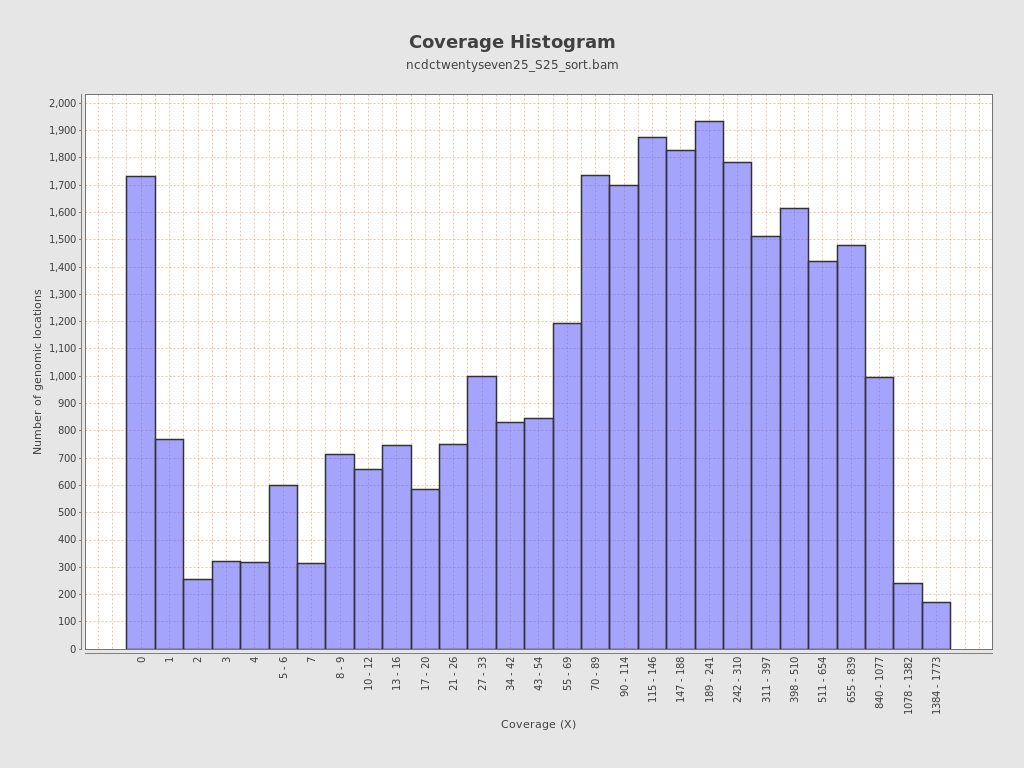 Coverage Histogram
ncdctwentyseven25_S25_sort.bam
Number of genomic locations
2,000
1,900
1,800
1,700
1,600
1,500
1,400
1,300
1,200
1,100
1,000
900
800
700
600
500
400
300
200
100
0
0
1
2
3
4
5 - 6
7
8 - 9
10 - 12
13 - 16
17 - 20
21 - 26
27 - 33
34 - 42
43 - 54
55 - 69
70 - 89
90 - 114
115 - 146
147 - 188
189 - 241
242 - 310
311 - 397
398 - 510
511 - 654
655 - 839
840 - 1077
1078 - 1382
1384 - 1773
Coverage (X)